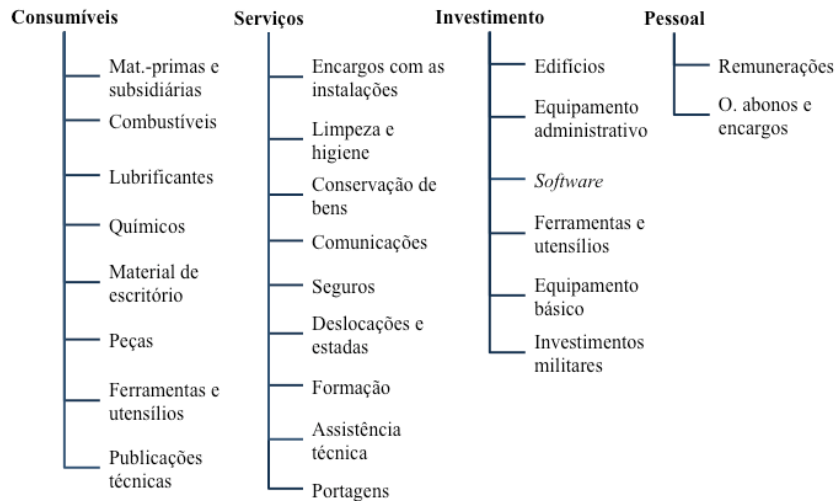 Consumíveis
Mat.-primas e
subsidiárias
Combustíveis
Lubrificantes
Químicos
Material de
escritório
Peças
Ferramentas e
utensílios
Publicações
técnicas
Serviços
Encargos com as
instalações
Limpeza e
higiene
Conservação de
bens
Comunicações
Seguros
Deslocações e
estadas
Formação
Assistência
técnica
Portagens
Investimento
Edifícios
Equipamento
administrativo
Software
Ferramentas e
utensílios
Equipamento
básico
Investimentos
militares
Pessoal
Remunerações
O. abonos e
encargos